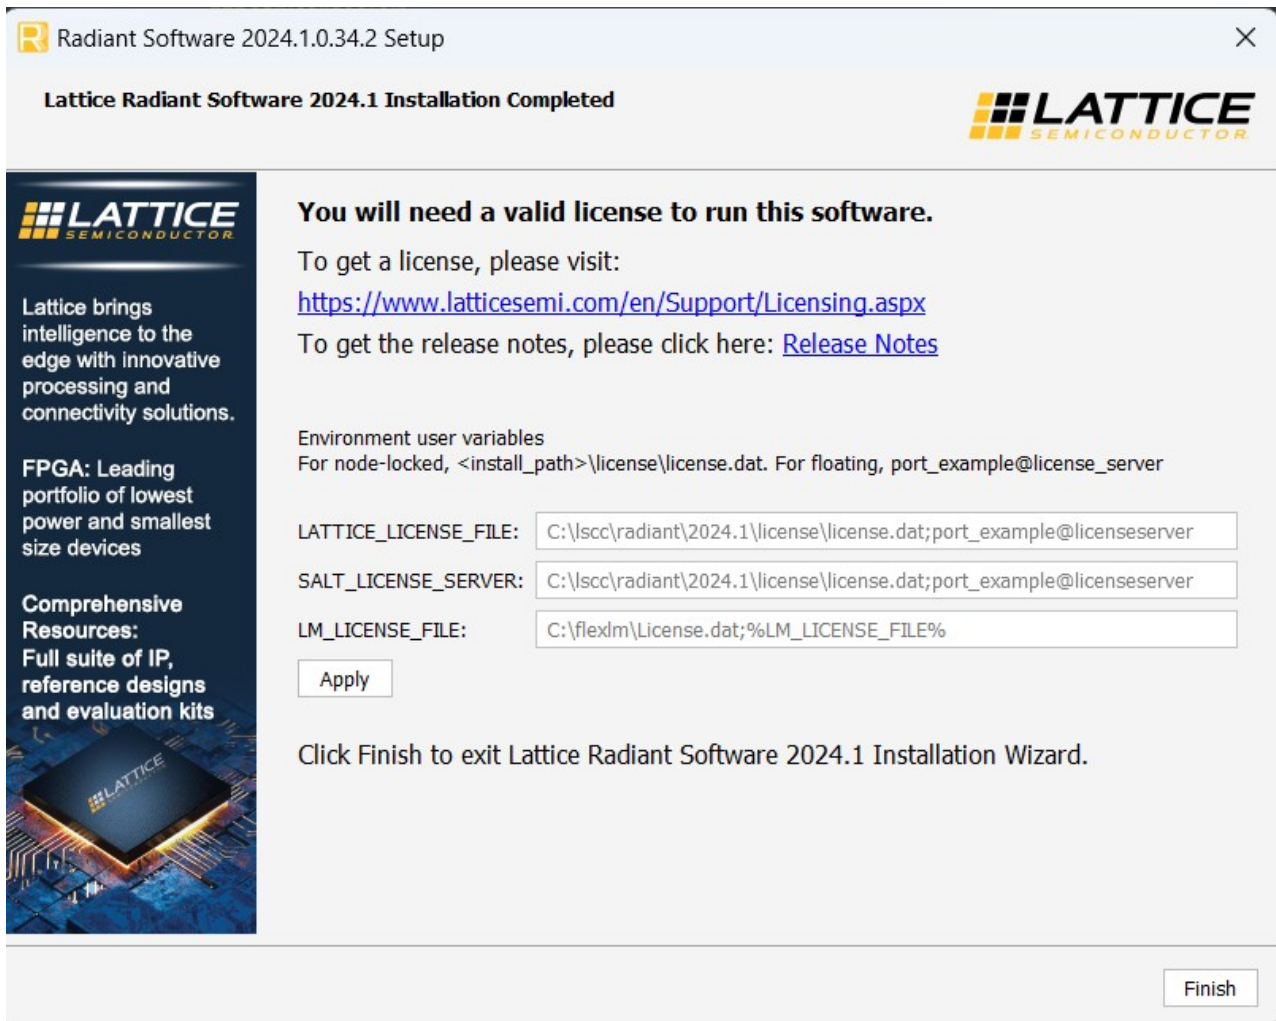 Radiant Software 2024.1.0.34.2 Setup
Lattice Radiant Software 2024.1 Installation Completed
LATTICE
SEMICONDUCTOR
LATTICE
SEMICONDUCTOR
Lattice brings
intelligence to the
edge with innovative
processing and
connectivity solutions.
FPGA: Leading
portfolio of lowest
power and smallest
size devices
Comprehensive
Resources:
Full suite of IP,
reference designs
and evaluation kits
LATTICE
You will need a valid license to run this software.
To get a license, please visit:
https://www.latticesemi.com/en/Support/Licensing.aspx
To get the release notes, please click here: Release Notes
Environment user variables
For node-locked, <install_path>\license\license.dat. For floating, port_example@license_server
LATTICE_LICENSE_FILE: C:\lscc\radiant\2024.1\license\license.dat;port_example@licenseserver
SALT_LICENSE_SERVER: C:\lscc\radiant\2024.1\license\license.dat;port_example@licenseserver
LM_LICENSE_FILE: C:\flexlm\License.dat;%LM_LICENSE_FILE%
Apply
Click Finish to exit Lattice Radiant Software 2024.1 Installation Wizard.
Finish